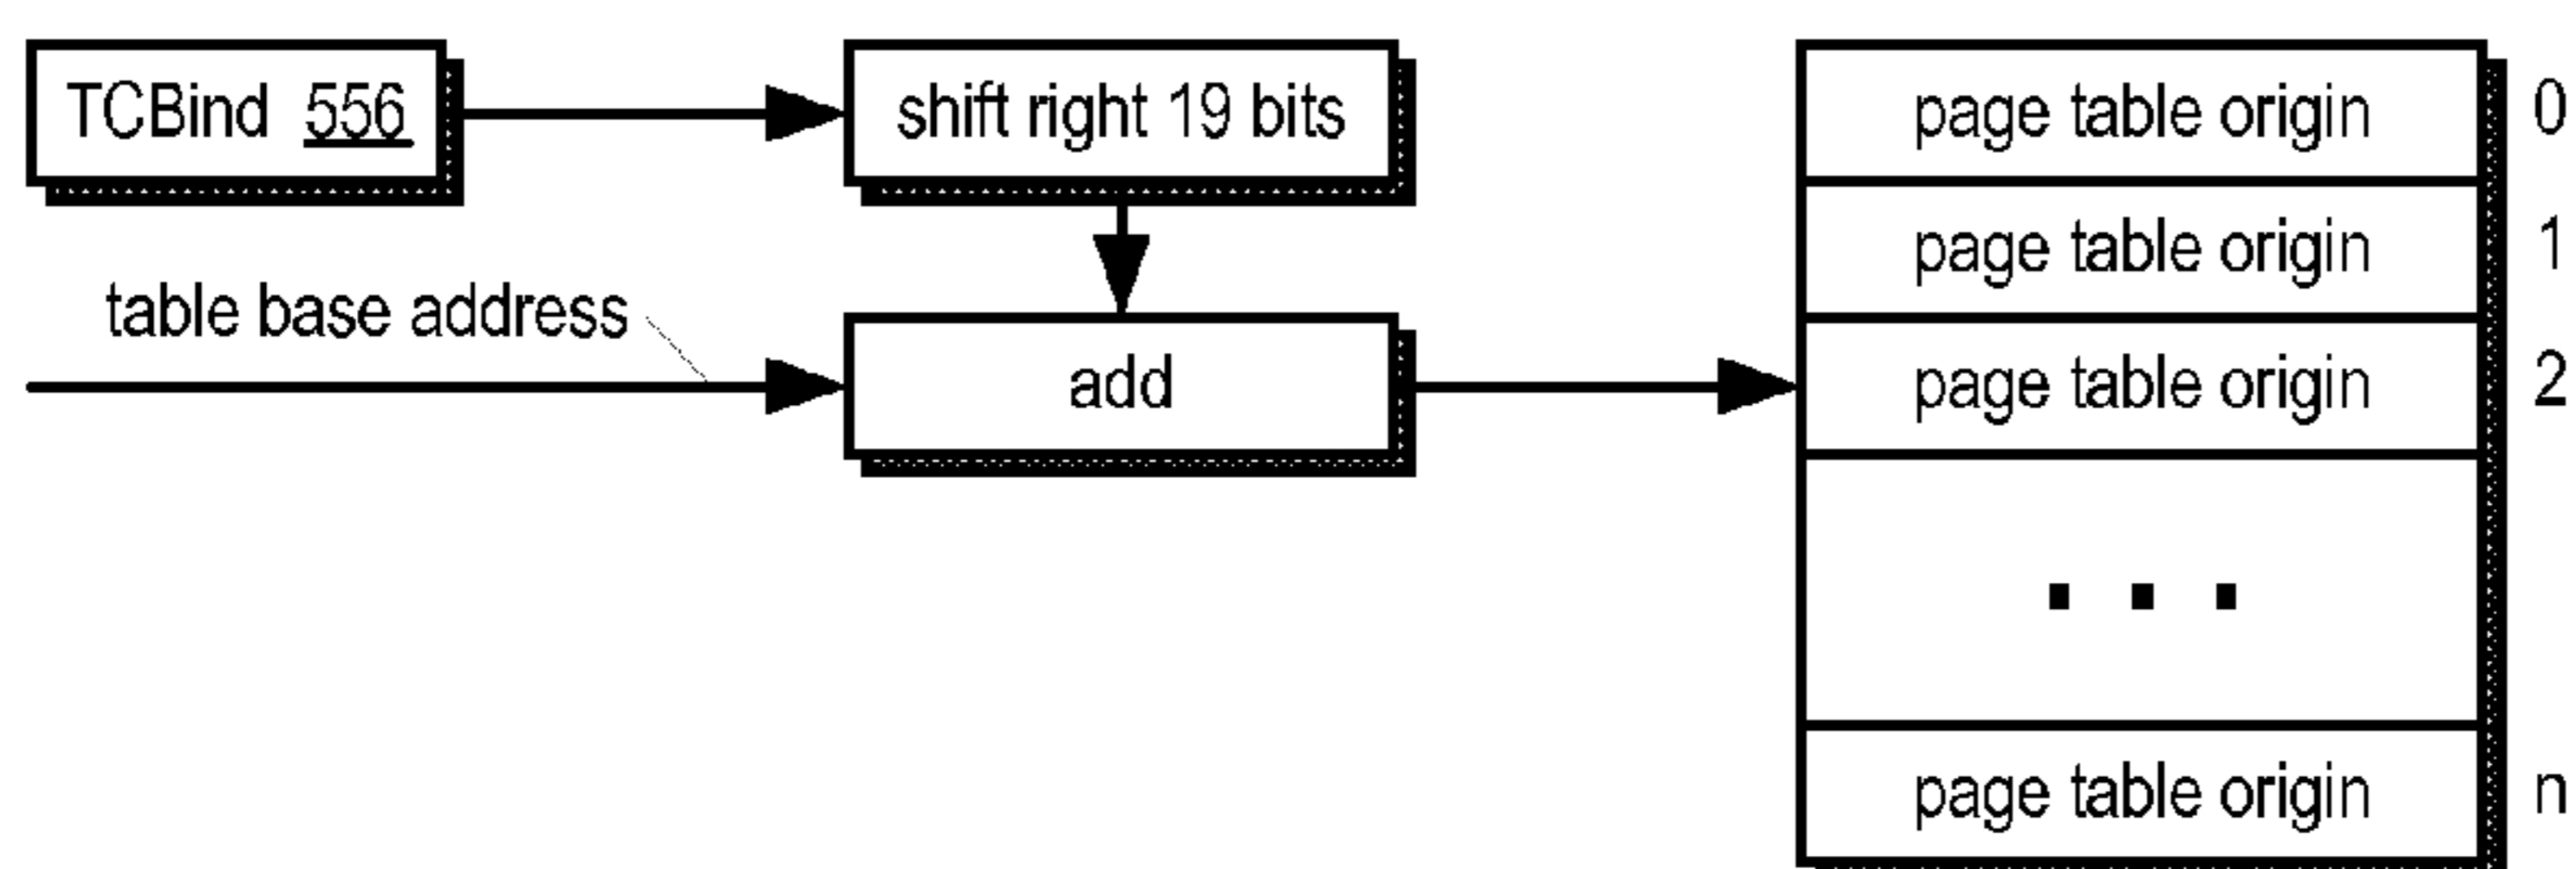 TCBind 556
shift right 19 bits
table base address
add
page table origin 0
page table origin 1
page table origin 2
. . .
page table origin n